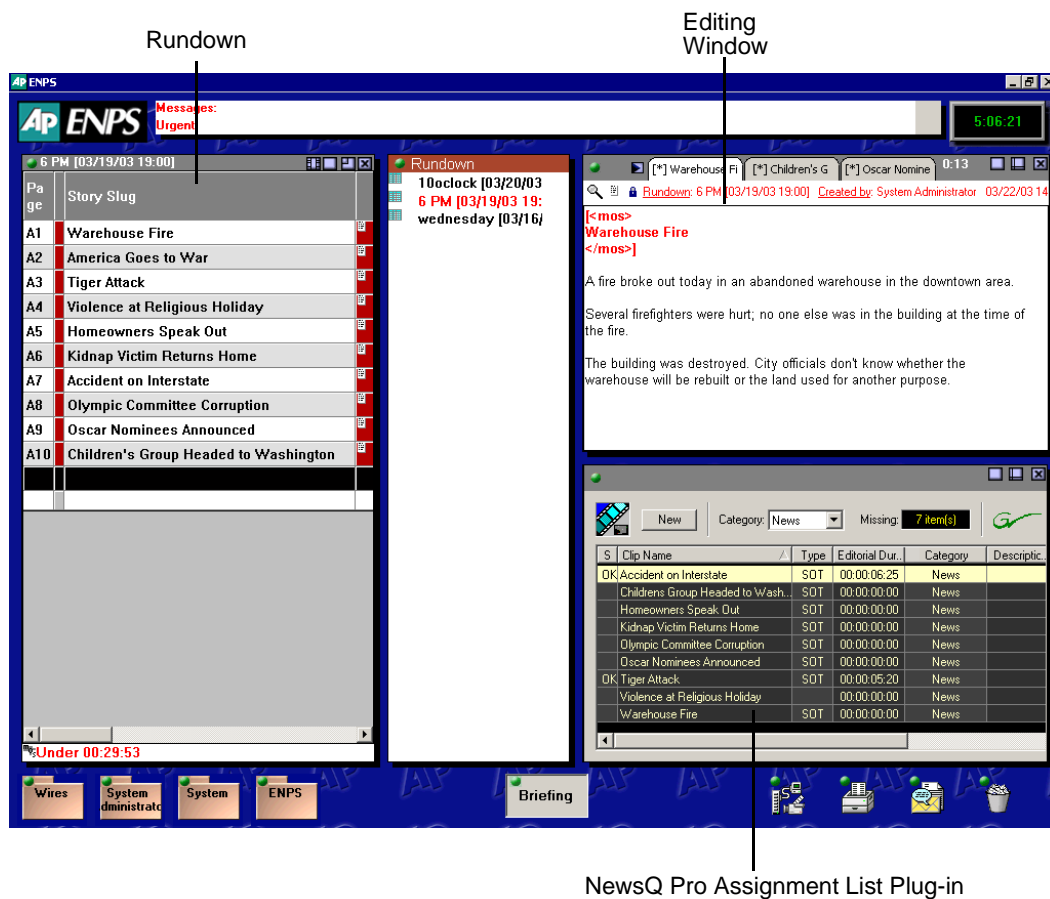 Rundown
Editing
Window
AP ENPS
AP ENPS
Messages:
Urgent
5:06:21
6 PM [03/19/03 19:00]
Pa
ge
Story Slug
A1 Warehouse Fire
A2 America Goes to War
A3 Tiger Attack
A4 Violence at Religious Holiday
A5 Homeowners Speak Out
A6 Kidnap Victim Returns Home
A7 Accident on Interstate
A8 Olympic Committee Corruption
A9 Oscar Nominees Announced
A10 Children's Group Headed to Washington
Under 00:29:53
Rundown
10oclock [03/20/03
6 PM [03/19/03 19:
wednesday [03/16/
[*] Warehouse Fi [*] Children's G [*] Oscar Nomine 0:13
Rundown: 6 PM [03/19/03 19:00] Created by: System Administrator 03/22/03 14
[<mos>
Warehouse Fire
</mos>]
A fire broke out today in an abandoned warehouse in the downtown area.
Several firefighters were hurt; no one else was in the building at the time of
the fire.
The building was destroyed. City officials don't know whether the
warehouse will be rebuilt or the land used for another purpose.
New Category: News Missing: 7 item(s)
S Clip Name Type Editorial Dur.. Category Descriptic..
OK Accident on Interstate SOT 00:00:06:25 News
Childrens Group Headed to Wash... SOT 00:00:00:00 News
Homeowners Speak Out SOT 00:00:00:00 News
Kidnap Victim Returns Home SOT 00:00:00:00 News
Olympic Committee Corruption SOT 00:00:00:00 News
Oscar Nominees Announced SOT 00:00:00:00 News
OK Tiger Attack SOT 00:00:05:20 News
Violence at Religious Holiday 00:00:00:00 News
Warehouse Fire SOT 00:00:00:00 News
Wires
System
dministrato
System
ENPS
Briefing
NewsQ Pro Assignment List Plug-in